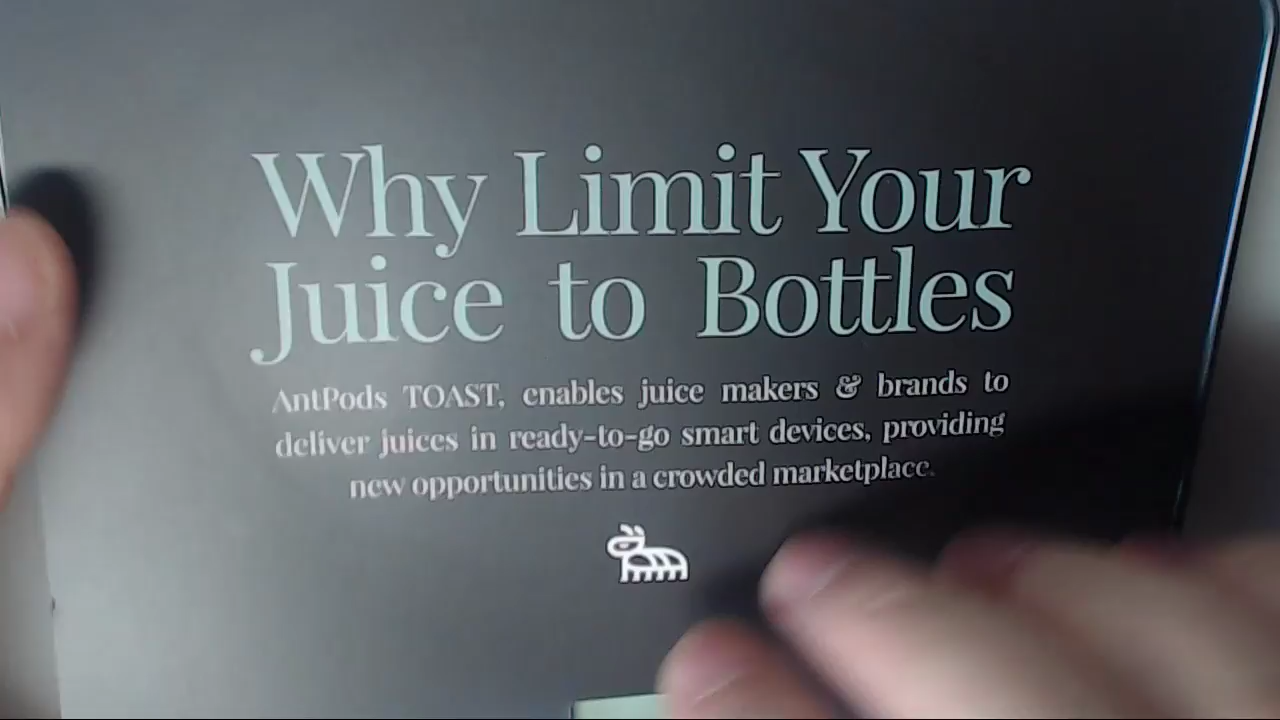 Why Limit Your
Juice to Bottles
AntPods TOAST, enables juice makers & brands to
deliver juices in ready-to-go smart devices, providing
new opportunities in a crowded marketplace.